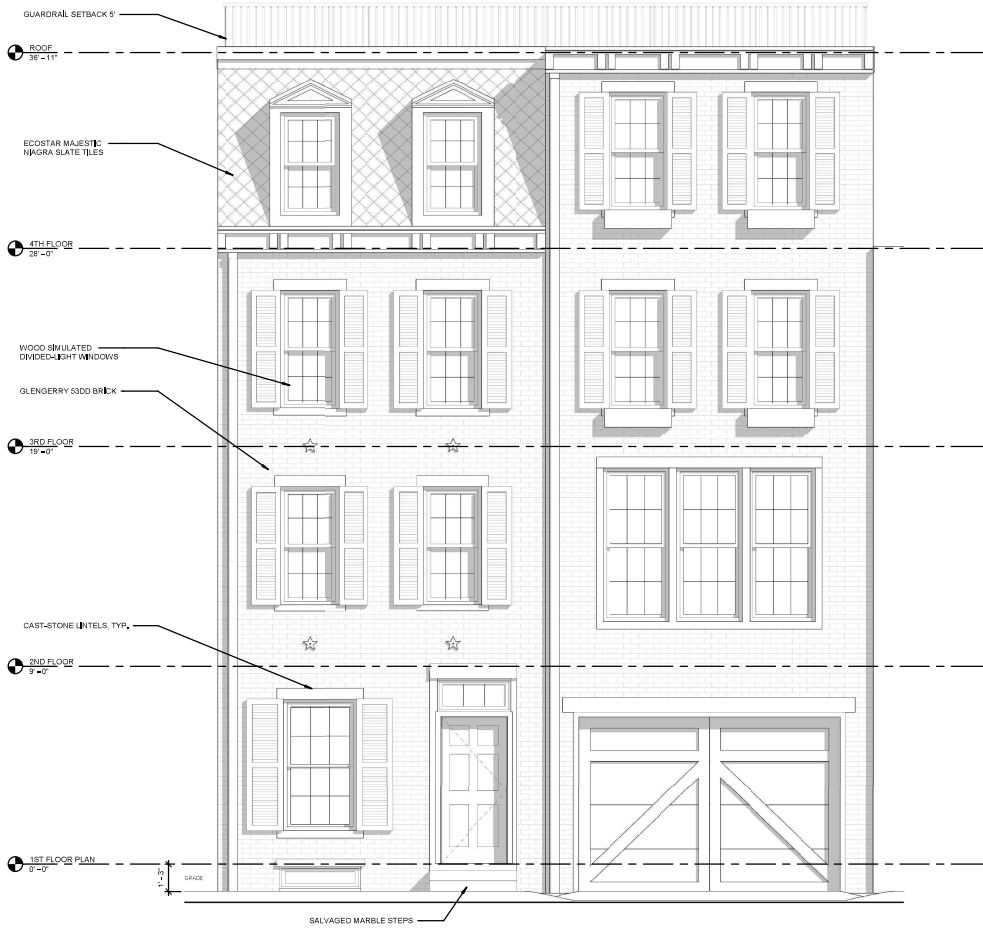 GUARDRAIL SETBACK 5'
ROOF
36'-11"
ECOSTAR MAJESTIC
NIAGRA SLATE TILES
4TH FLOOR
28'-0"
WOOD SIMULATED
DIVIDED-LIGHT WINDOWS
GLENGERRY 53DD BRICK
3RD FLOOR
19'-0"
CAST-STONE LINTELS, TYP.
2ND FLOOR
9'-0"
1ST FLOOR PLAN
0'-0"
1'-3"
GRADE
SALVAGED MARBLE STEPS